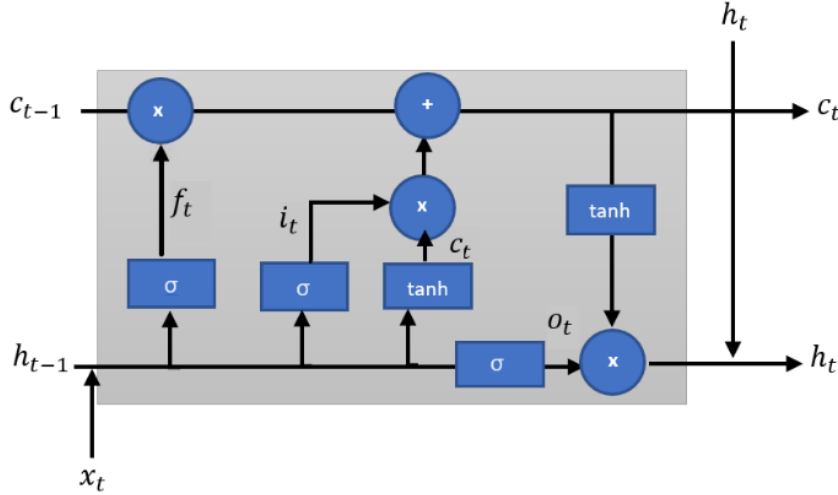 h_t
c_{t-1}
x
+
c_t
f_t
i_t
x
tanh
c_t
σ
σ
tanh
o_t
h_{t-1}
σ
x
h_t
x_t